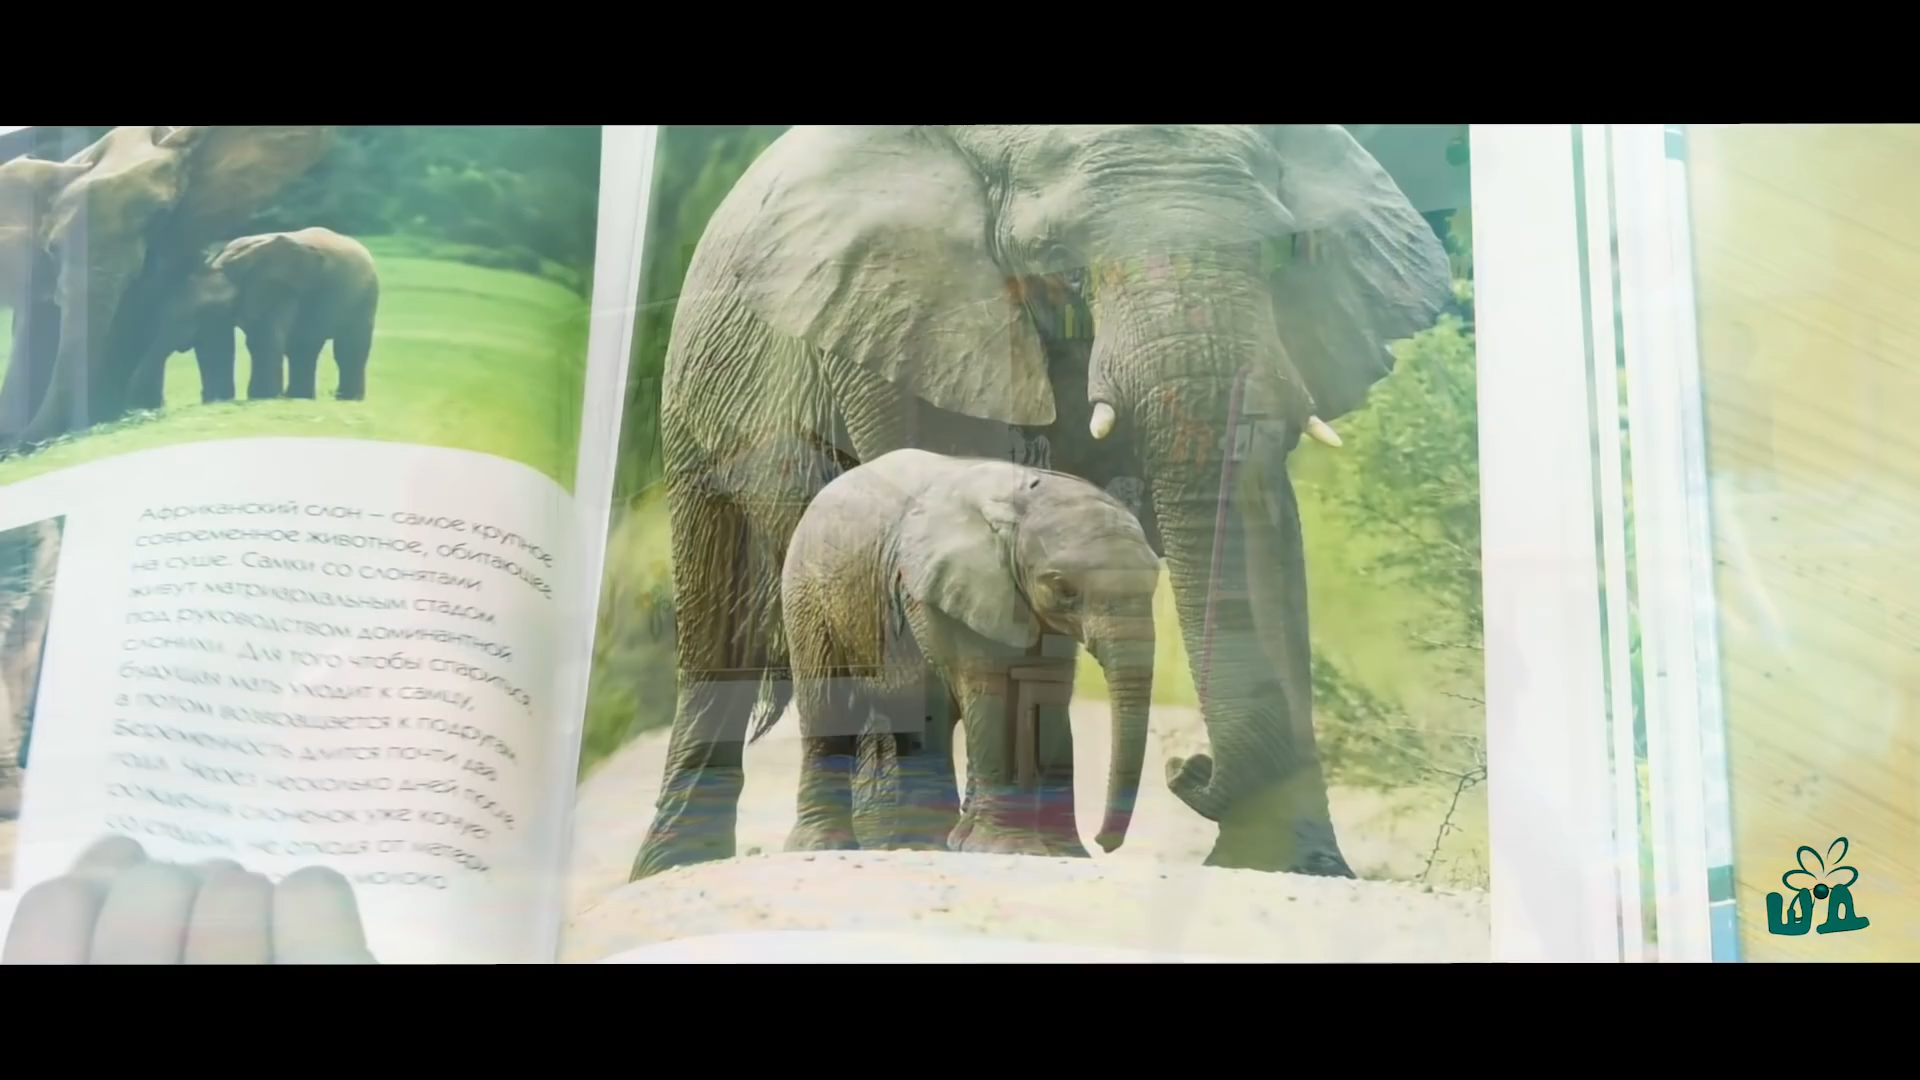 Африканский слон – самое крупное
современное животное, обитающее
на суше. Самки со слонятами
живут матриархальным стадом
под руководством доминантной
слонихи. Для того чтобы спариться,
будущая мать уходит к самцу,
а потом возвращается к подругам.
Беременность длится почти два
года. Через несколько дней после
рождения слонёнок уже кочует
со стадом, не отходя от матери
молоко
ША